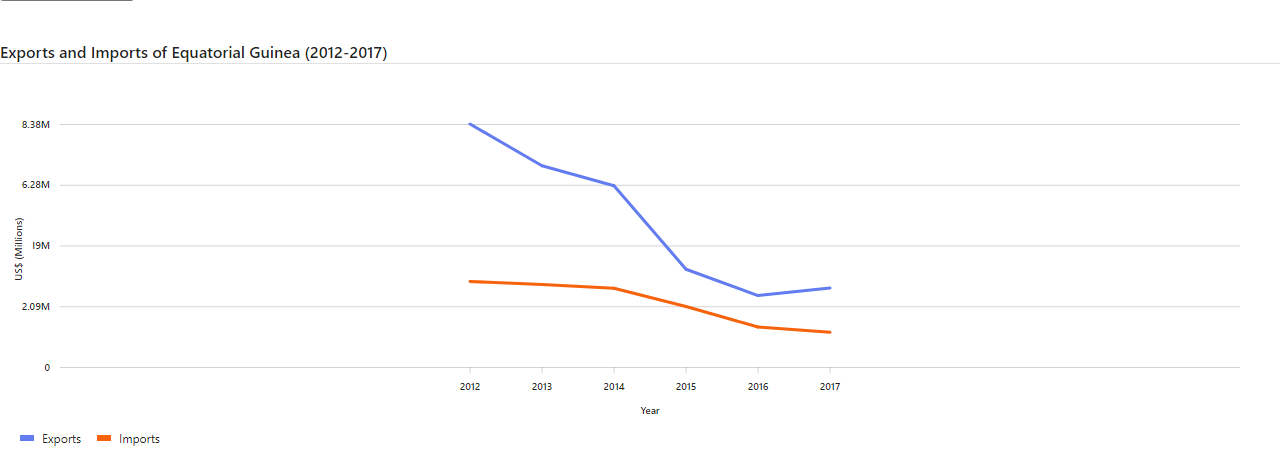 Exports and Imports of Equatorial Guinea (2012-2017)
8.38M
6.28M
19M
2.09M
0
US$ (Millions)
2012 2013 2014 2015 2016 2017
Year
Exports Imports